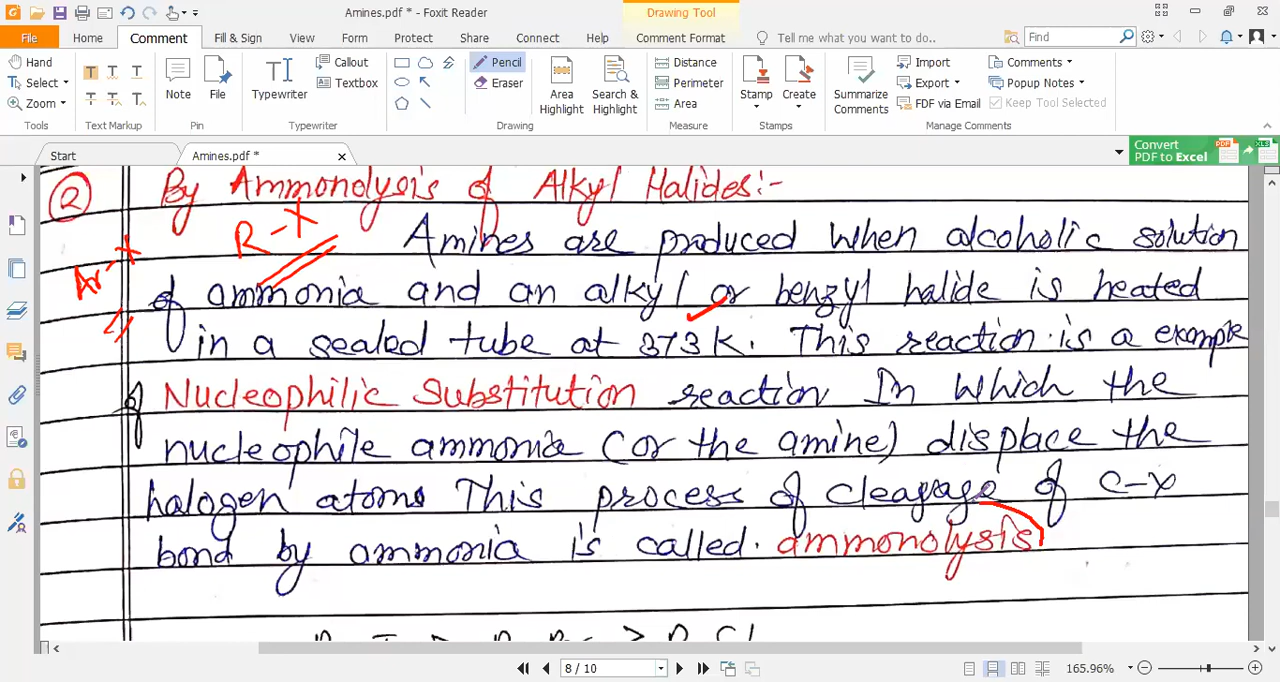 Amines.pdf * - Foxit Reader
Drawing Tool
File Home Comment Fill & Sign View Form Protect Share Connect Help Comment Format Tell me what you want to do.. Find
Hand
Select
Zoom
Tools
Text Markup
Note
File
Pin
Typewriter
Callout
Textbox
Typewriter
Pencil
Eraser
Drawing
Area Highlight
Search & Highlight
Distance
Perimeter
Area
Measure
Stamp
Create
Stamps
Summarize Comments
Import
Export
FDF via Email
Comments
Popup Notes
Keep Tool Selected
Manage Comments
Start
Amines.pdf *
Convert
PDF to Excel
② By Ammonolysis of Alkyl Halides:-
R-X
Ar-X
Amines are produced when alcoholic solution
of ammonia and an alkyl or benzyl halide is heated
in a sealed tube at 373 K. This reaction is a example
of Nucleophilic Substitution reaction In which the
nucleophile ammonia (or the amine) displace the
halogen atoms This process of cleagage of C-X
bond by ammonia is called. ammonolysis
8 / 10
165.96%